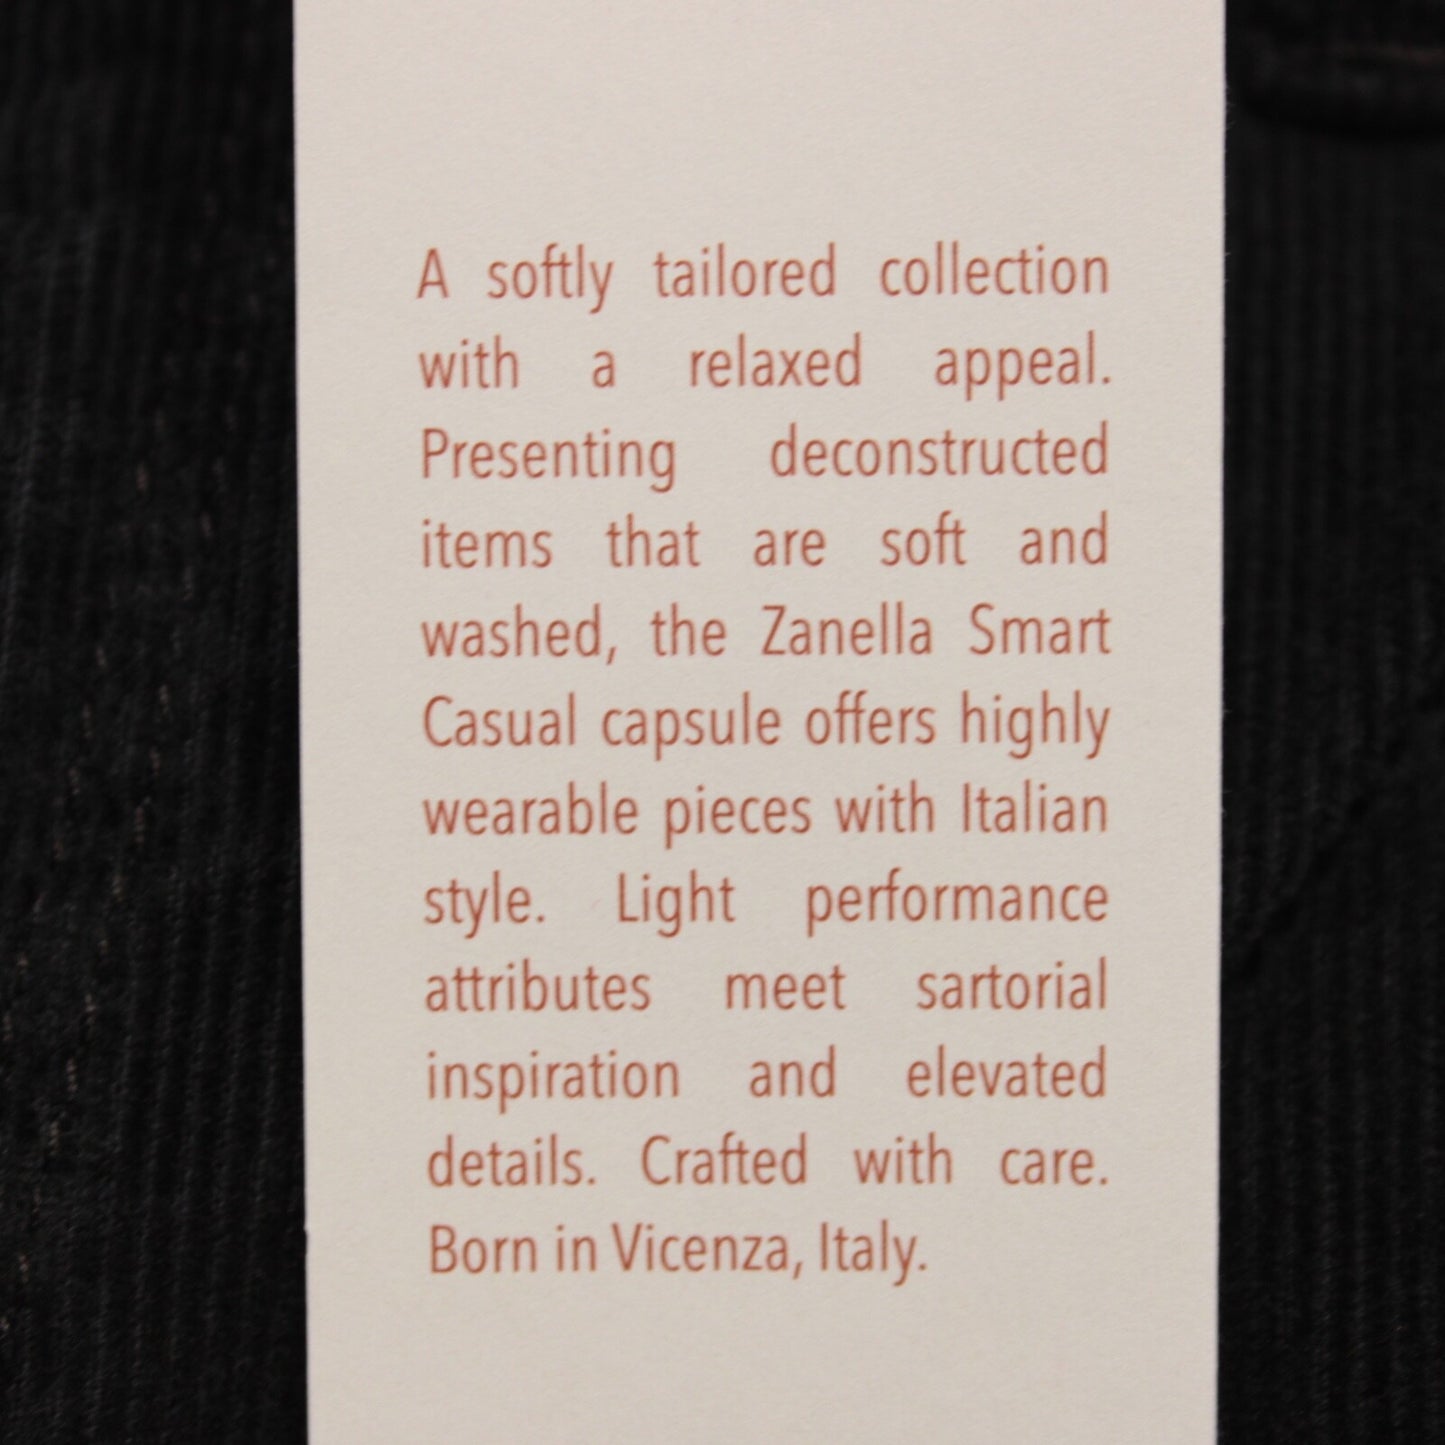 A softly tailored collection
with a relaxed appeal.
Presenting deconstructed
items that are soft and
washed, the Zanella Smart
Casual capsule offers highly
wearable pieces with Italian
style. Light performance
attributes meet sartorial
inspiration and elevated
details. Crafted with care.
Born in Vicenza, Italy.